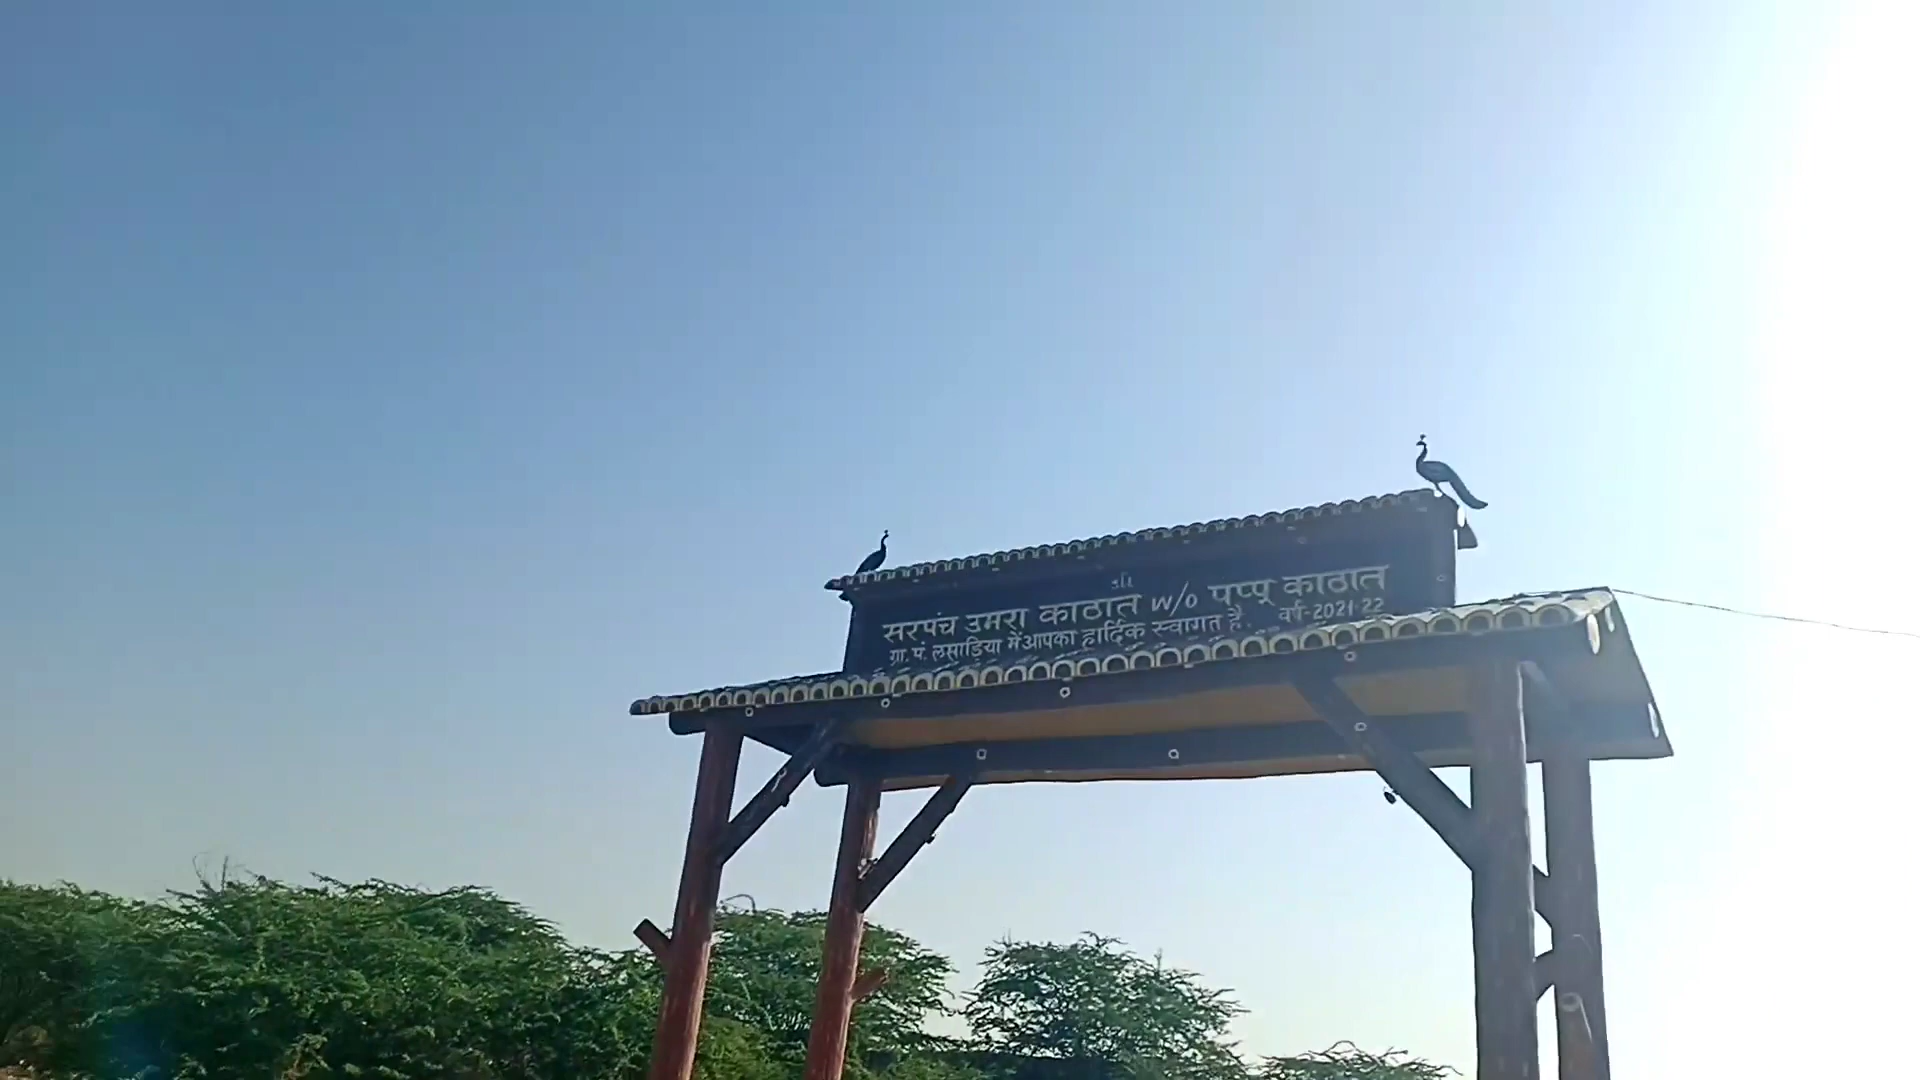 सरपंच उमरा काठात w/o श्री पप्पू काठात
ग्रा. पं. लसाडिया में आपका हार्दिक स्वागत है. वर्ष-2021-22